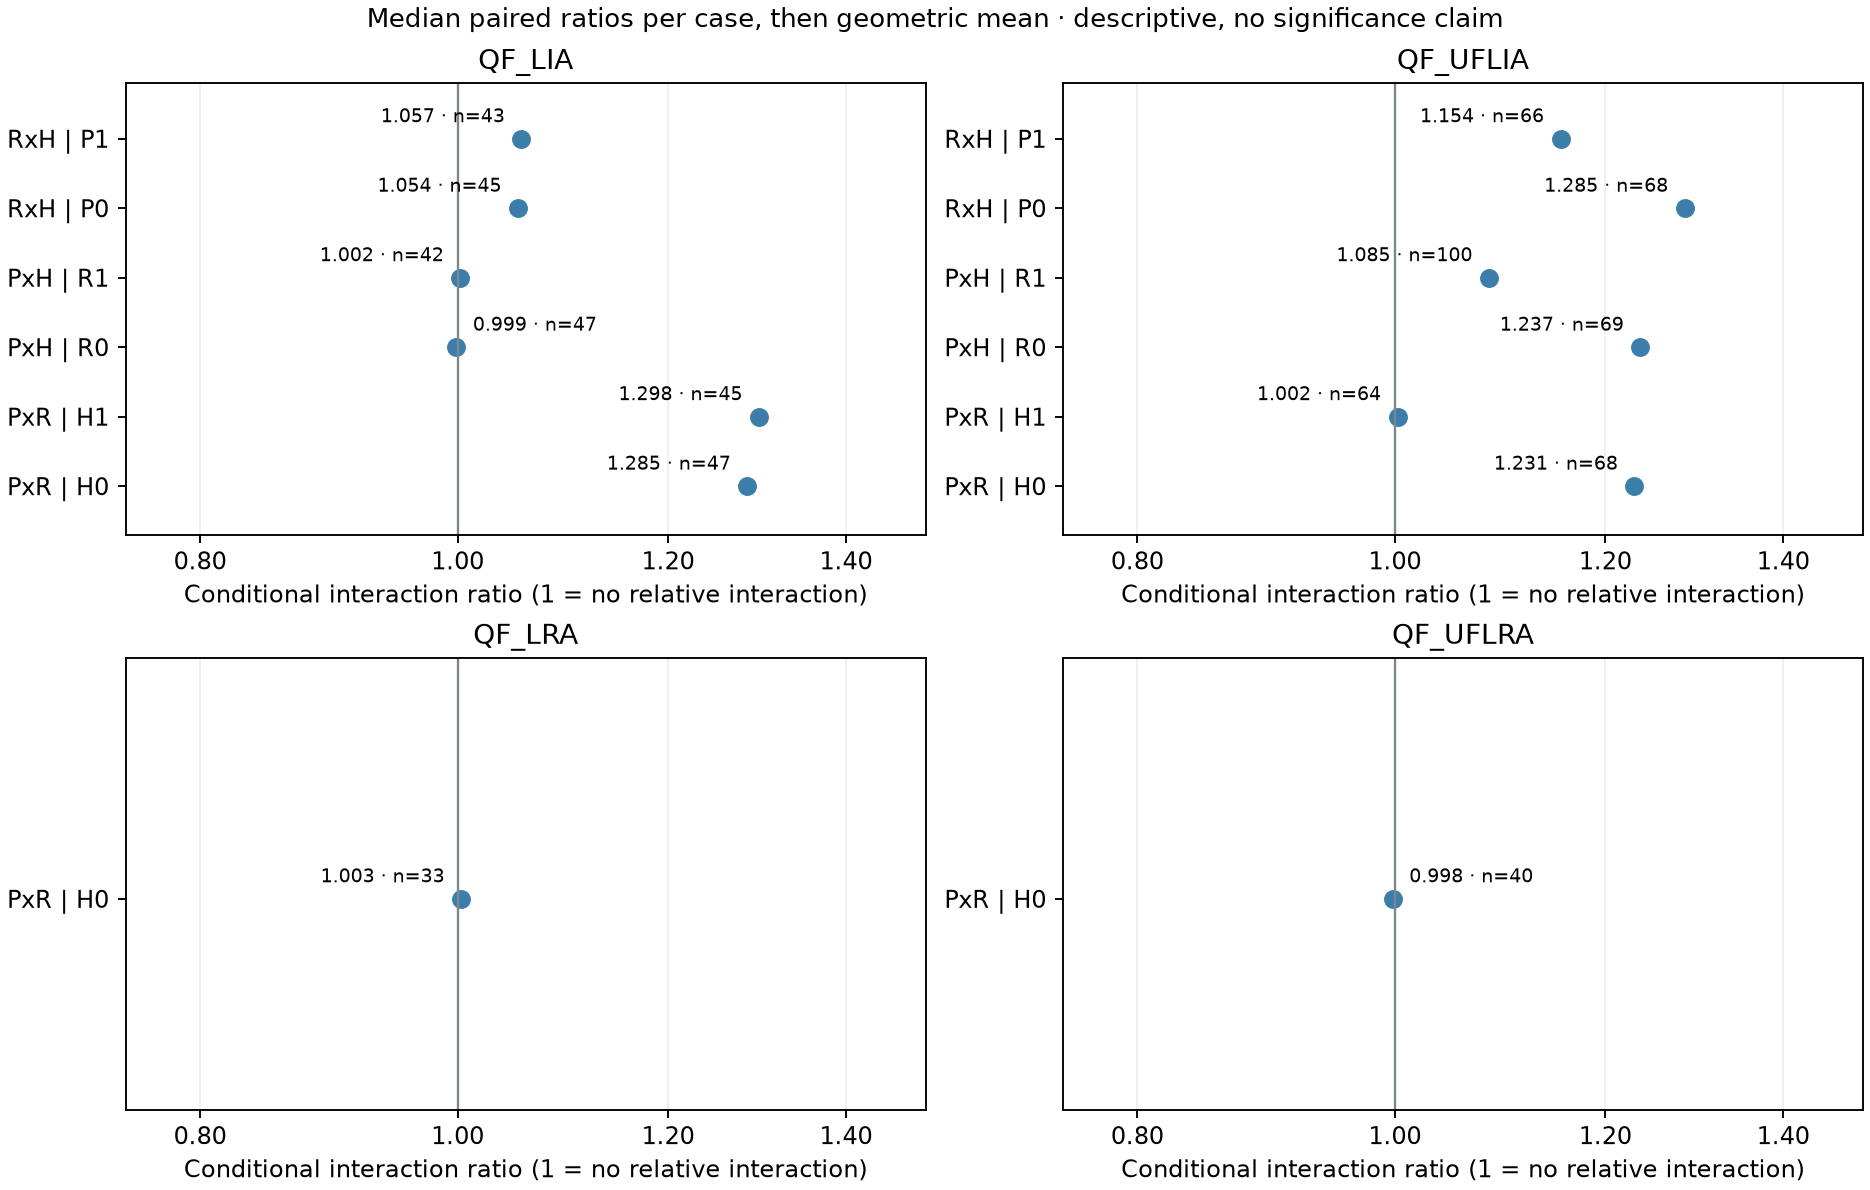 Median paired ratios per case, then geometric mean · descriptive, no significance claim
QF_LIA
RxH | P1
1.057 · n=43
RxH | P0
1.054 · n=45
PxH | R1
1.002 · n=42
PxH | R0
0.999 · n=47
PxR | H1
1.298 · n=45
PxR | H0
1.285 · n=47
0.80 1.00 1.20 1.40
Conditional interaction ratio (1 = no relative interaction)
QF_UFLIA
RxH | P1
1.154 · n=66
RxH | P0
1.285 · n=68
PxH | R1
1.085 · n=100
PxH | R0
1.237 · n=69
PxR | H1
1.002 · n=64
PxR | H0
1.231 · n=68
0.80 1.00 1.20 1.40
Conditional interaction ratio (1 = no relative interaction)
QF_LRA
PxR | H0
1.003 · n=33
0.80 1.00 1.20 1.40
Conditional interaction ratio (1 = no relative interaction)
QF_UFLRA
PxR | H0
0.998 · n=40
0.80 1.00 1.20 1.40
Conditional interaction ratio (1 = no relative interaction)